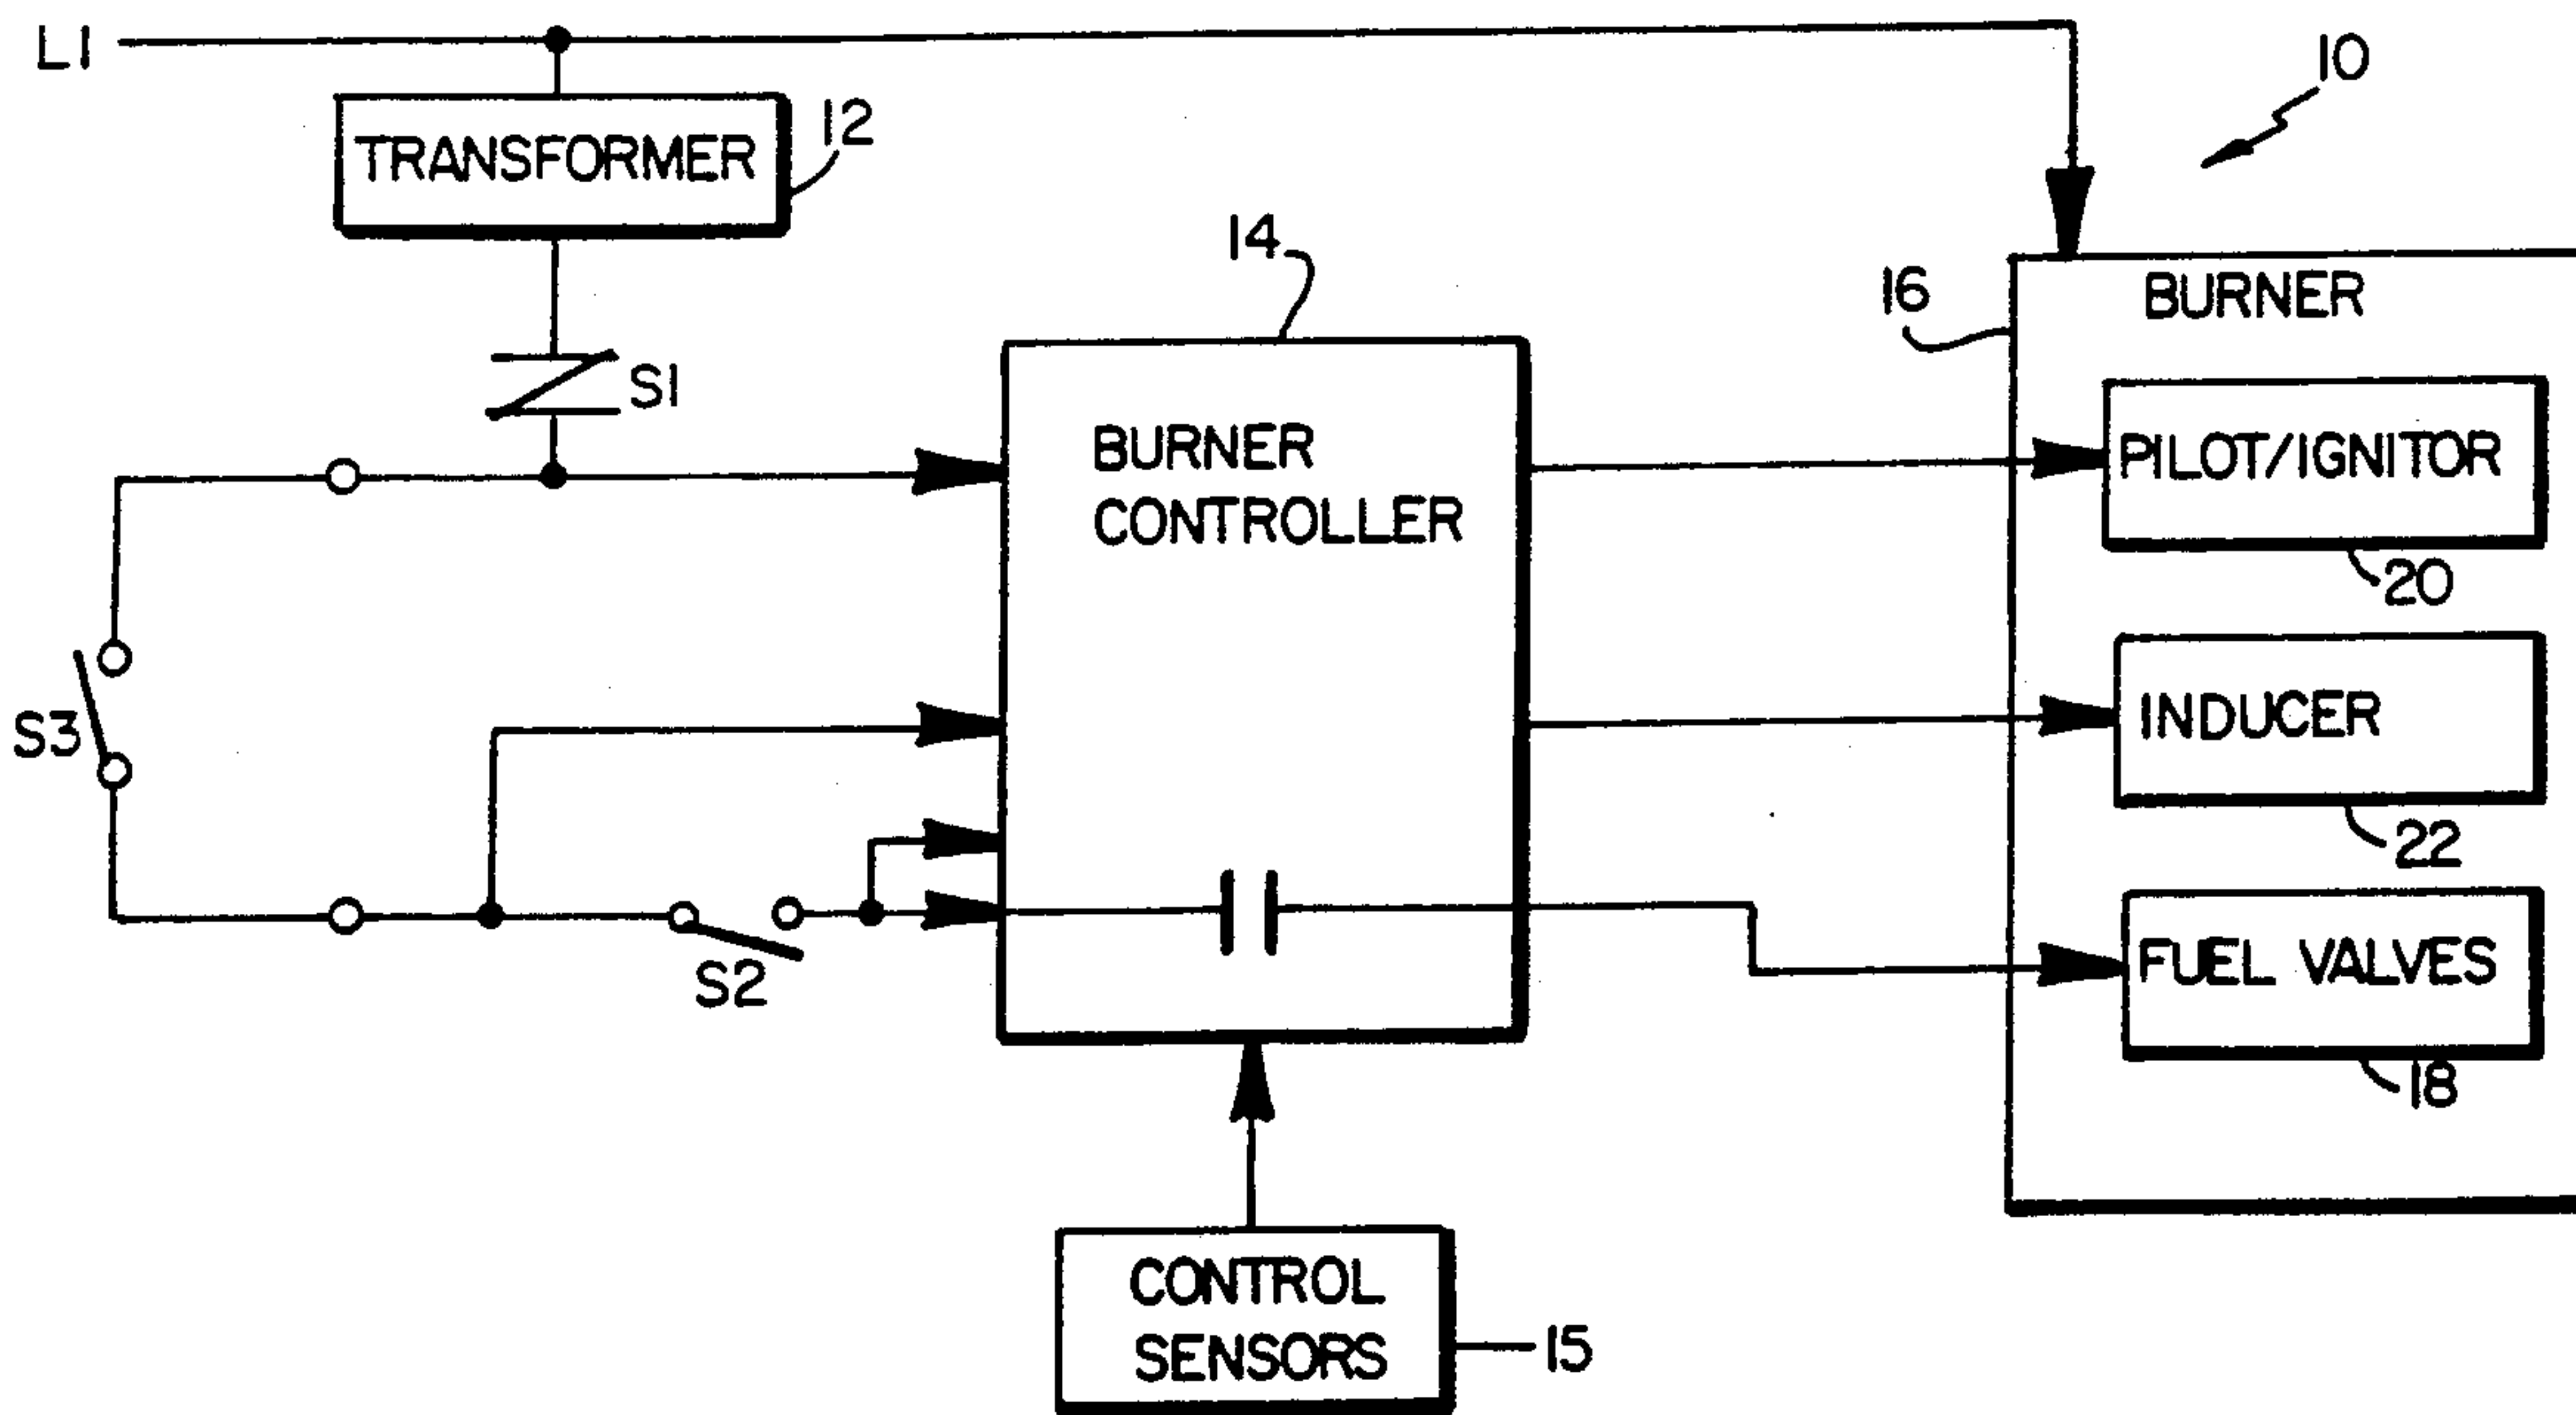 L1
10
TRANSFORMER
12
14
16
BURNER
S1
BURNER
CONTROLLER
PILOT/IGNITOR
20
S3
INDUCER
22
S2
FUEL VALVES
18
CONTROL
SENSORS
15